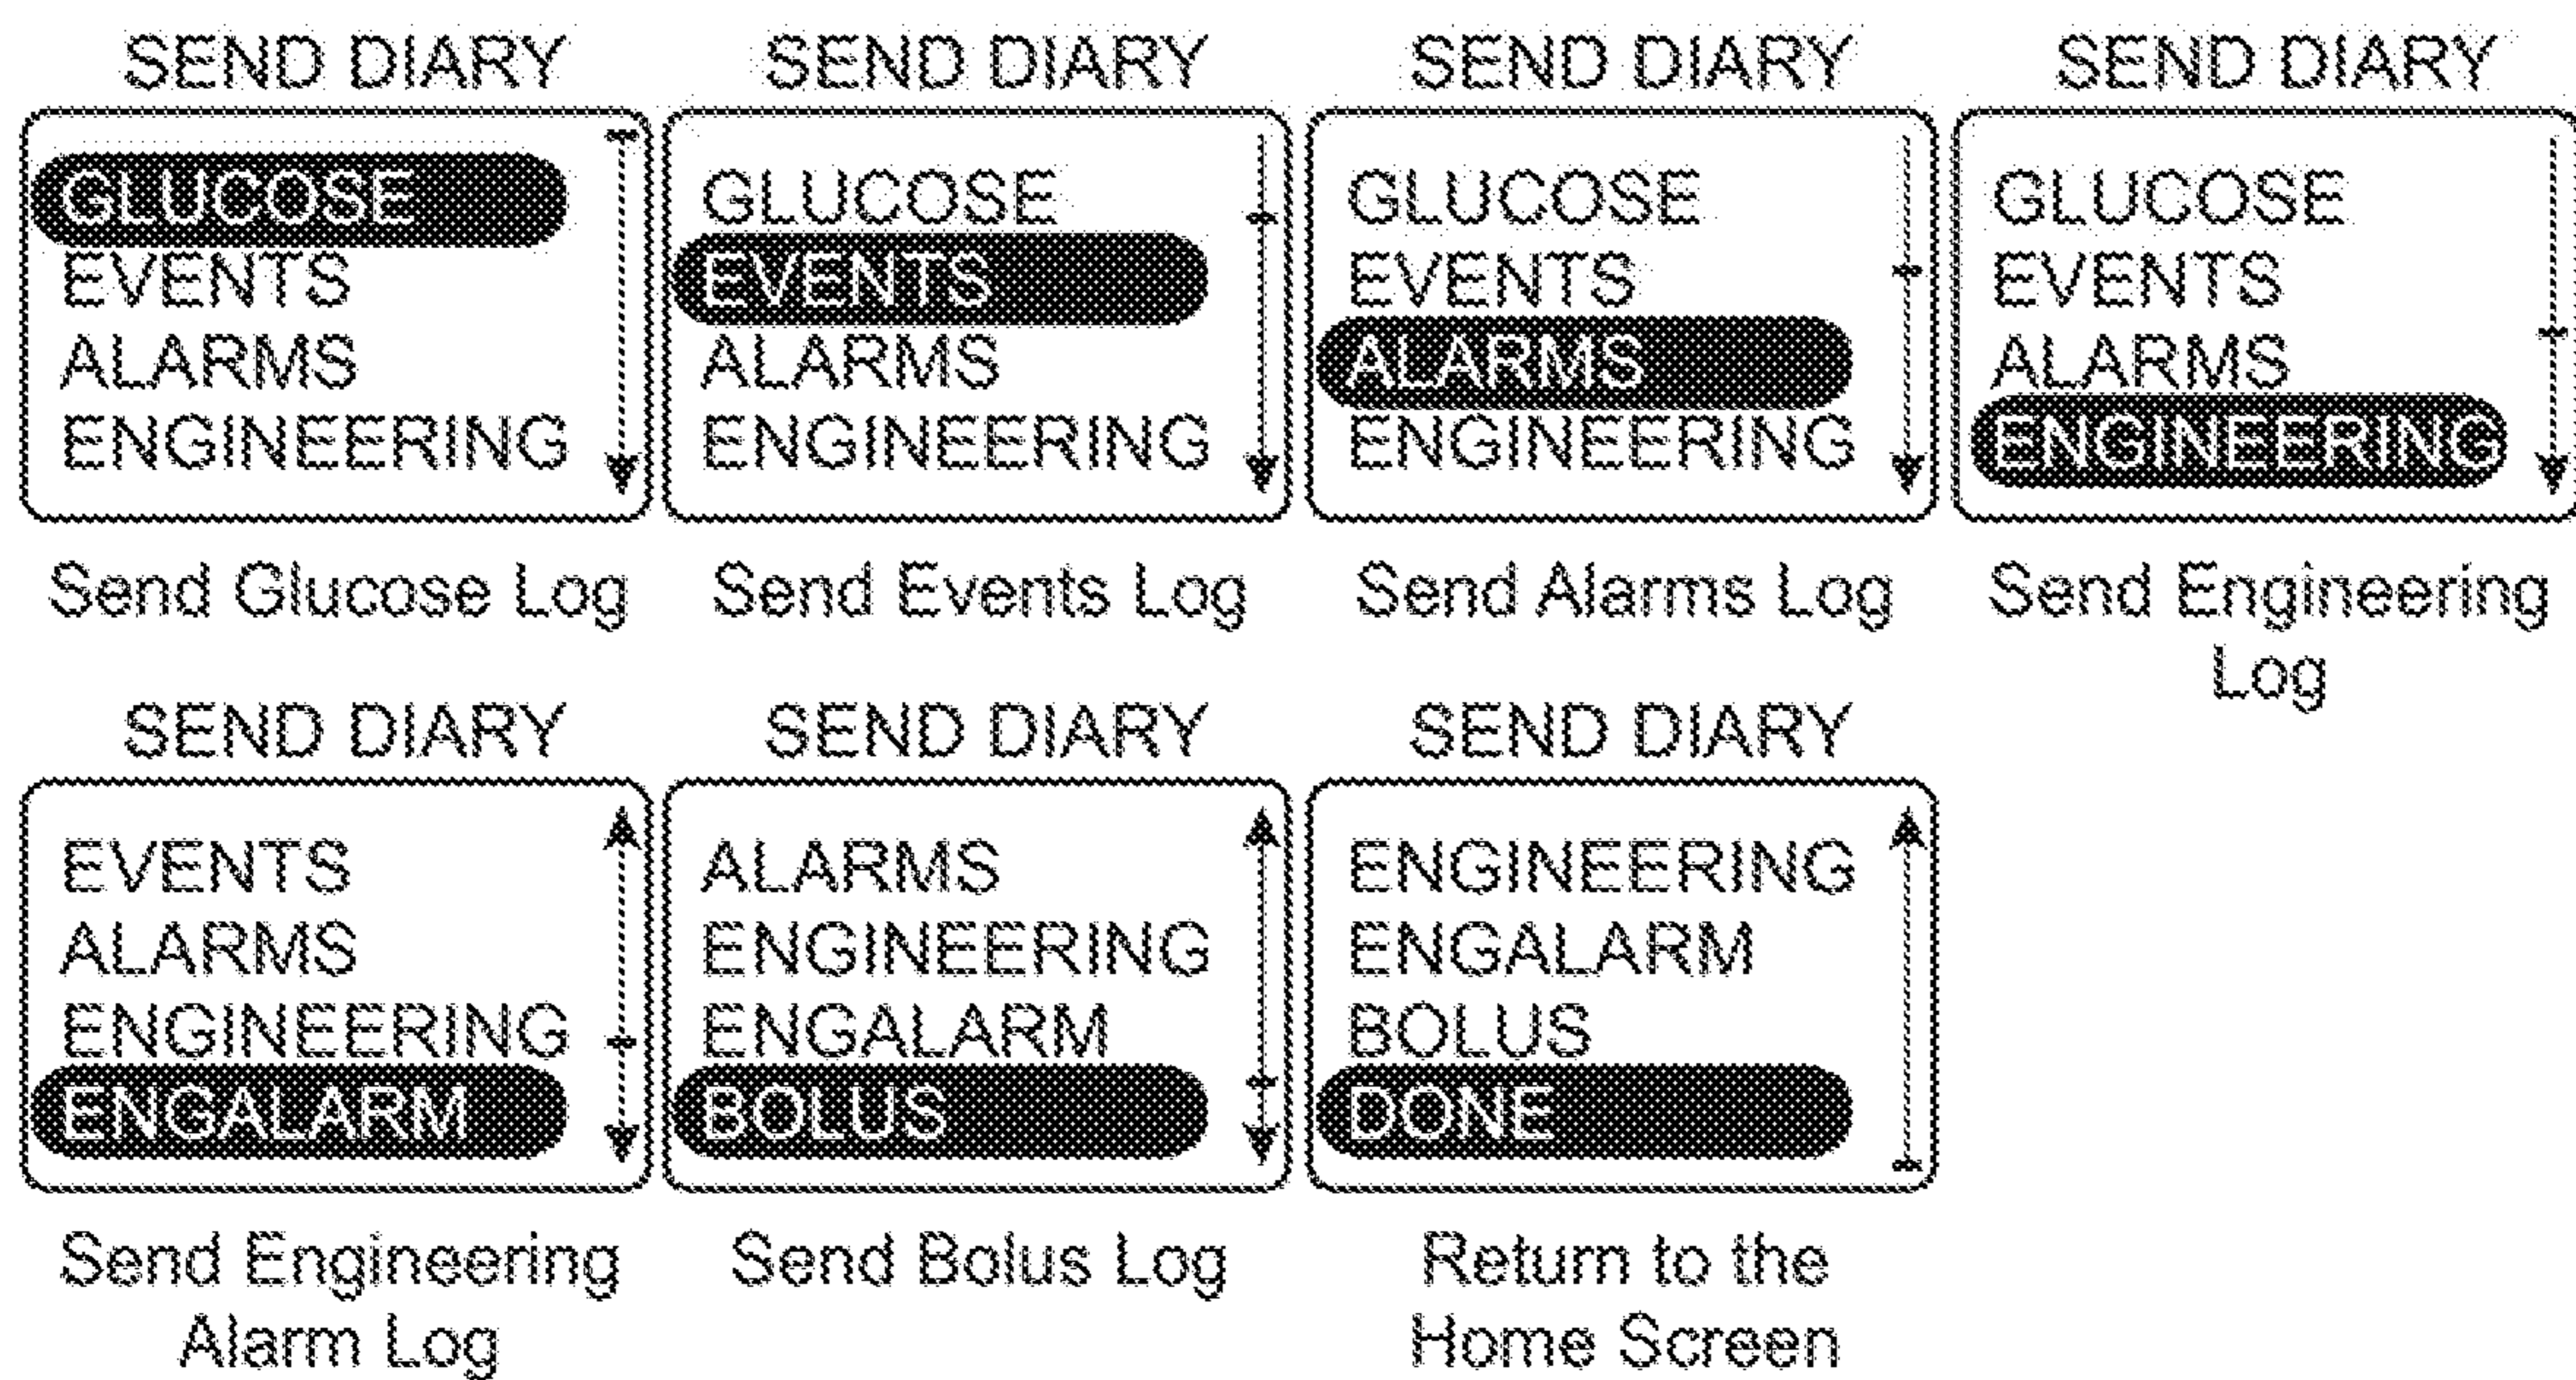 SEND DIARY
GLUCOSE
EVENTS
ALARMS
ENGINEERING
Send Glucose Log
SEND DIARY
GLUCOSE
EVENTS
ALARMS
ENGINEERING
Send Events Log
SEND DIARY
GLUCOSE
EVENTS
ALARMS
ENGINEERING
Send Alarms Log
SEND DIARY
GLUCOSE
EVENTS
ALARMS
ENGINEERING
Send Engineering
Log
SEND DIARY
EVENTS
ALARMS
ENGINEERING
ENGALARM
Send Engineering
Alarm Log
SEND DIARY
ALARMS
ENGINEERING
ENGALARM
BOLUS
Send Bolus Log
SEND DIARY
ENGINEERING
ENGALARM
BOLUS
DONE
Return to the
Home Screen